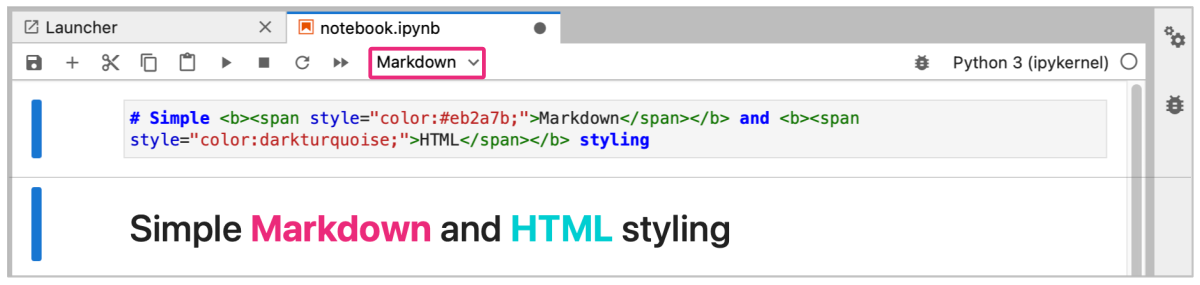 Launcher
notebook.ipynb
Markdown
Python 3 (ipykernel)
# Simple <b><span style="color:#eb2a7b;">Markdown</span></b> and <b><span
style="color:darkturquoise;">HTML</span></b> styling
Simple Markdown and HTML styling